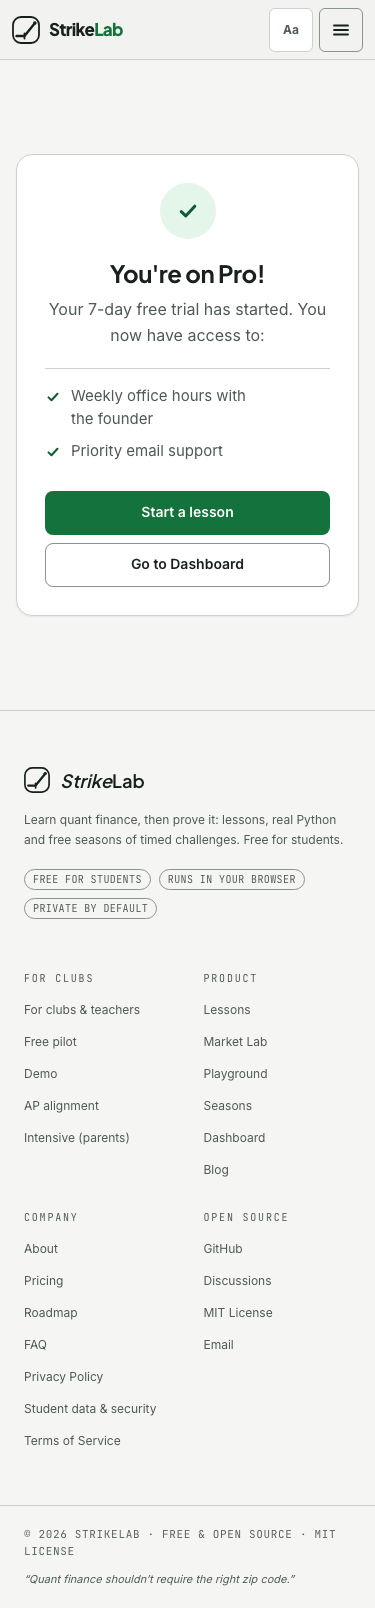 StrikeLab
Aa
You're on Pro!
Your 7-day free trial has started. You
now have access to:
Weekly office hours with
the founder
Priority email support
Start a lesson
Go to Dashboard
StrikeLab
Learn quant finance, then prove it: lessons, real Python
and free seasons of timed challenges. Free for students.
FREE FOR STUDENTS
RUNS IN YOUR BROWSER
PRIVATE BY DEFAULT
FOR CLUBS
For clubs & teachers
Free pilot
Demo
AP alignment
Intensive (parents)
PRODUCT
Lessons
Market Lab
Playground
Seasons
Dashboard
Blog
COMPANY
About
Pricing
Roadmap
FAQ
Privacy Policy
Student data & security
Terms of Service
OPEN SOURCE
GitHub
Discussions
MIT License
Email
© 2026 STRIKELAB · FREE & OPEN SOURCE · MIT
LICENSE
“Quant finance shouldn’t require the right zip code.”